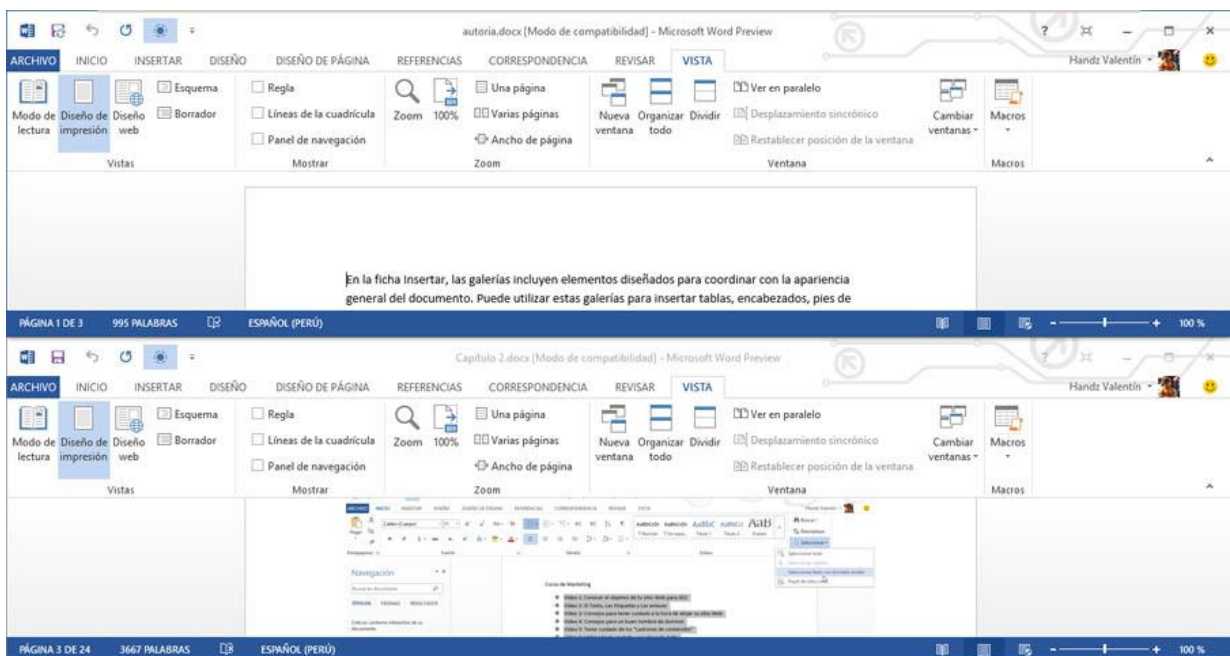 autoria.docx [Modo de compatibilidad] - Microsoft Word Preview
ARCHIVO INICIO INSERTAR DISEÑO DISEÑO DE PÁGINA REFERENCIAS CORRESPONDENCIA REVISAR VISTA Handz Valentín
Modo de lectura
Diseño de impresión
Diseño web
Esquema
Borrador
Vistas
Regla
Líneas de la cuadrícula
Panel de navegación
Mostrar
Zoom
100%
Una página
Varias páginas
Ancho de página
Zoom
Nueva ventana
Organizar todo
Dividir
Ver en paralelo
Desplazamiento sincrónico
Restablecer posición de la ventana
Ventana
Cambiar ventanas
Macros
Macros
En la ficha Insertar, las galerías incluyen elementos diseñados para coordinar con la apariencia
general del documento. Puede utilizar estas galerías para insertar tablas, encabezados, pies de
PÁGINA 1 DE 3 995 PALABRAS ESPAÑOL (PERÚ) 100 %
Capítulo 2.docx [Modo de compatibilidad] - Microsoft Word Preview
ARCHIVO INICIO INSERTAR DISEÑO DISEÑO DE PÁGINA REFERENCIAS CORRESPONDENCIA REVISAR VISTA Handz Valentín
Modo de lectura
Diseño de impresión
Diseño web
Esquema
Borrador
Vistas
Regla
Líneas de la cuadrícula
Panel de navegación
Mostrar
Zoom
100%
Una página
Varias páginas
Ancho de página
Zoom
Nueva ventana
Organizar todo
Dividir
Ver en paralelo
Desplazamiento sincrónico
Restablecer posición de la ventana
Ventana
Cambiar ventanas
Macros
Macros
Navegación
Curso de Marketing
PÁGINA 3 DE 24 3667 PALABRAS ESPAÑOL (PERÚ) 100 %